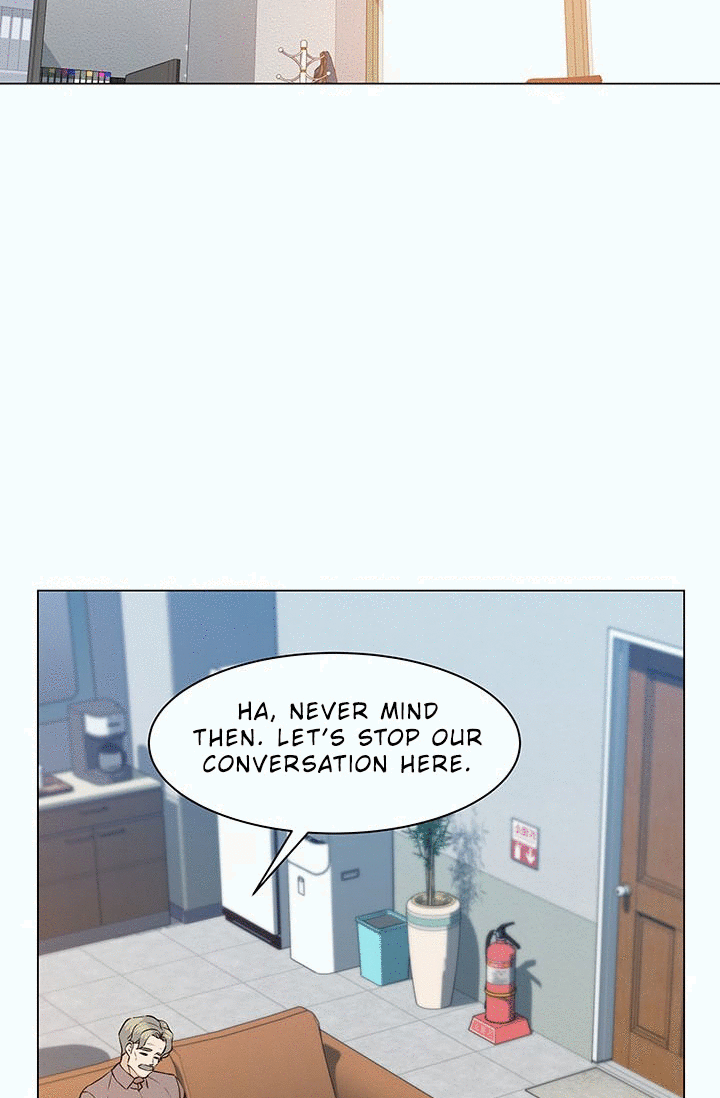 HA, NEVER MIND
THEN. LET'S STOP OUR
CONVERSATION HERE.